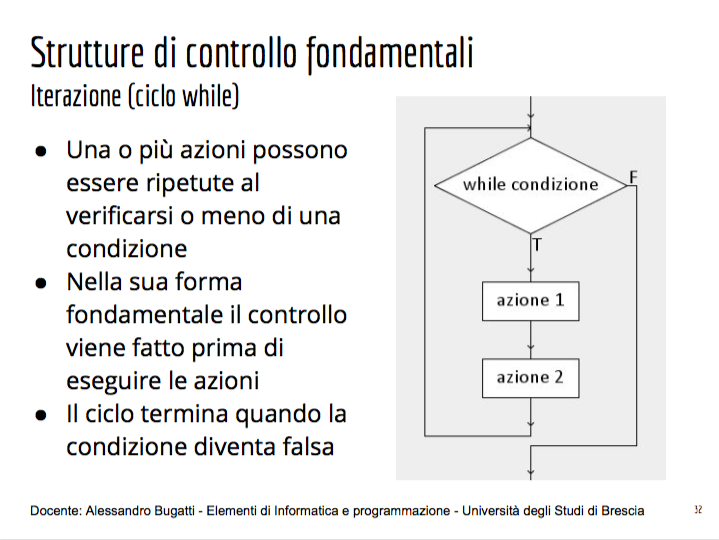 Strutture di controllo fondamentali
Iterazione (ciclo while)
● Una o più azioni possono
essere ripetute al
verificarsi o meno di una
condizione
● Nella sua forma
fondamentale il controllo
viene fatto prima di
eseguire le azioni
● Il ciclo termina quando la
condizione diventa falsa
while condizione
F
T
azione 1
azione 2
Docente: Alessandro Bugatti - Elementi di Informatica e programmazione - Università degli Studi di Brescia
32